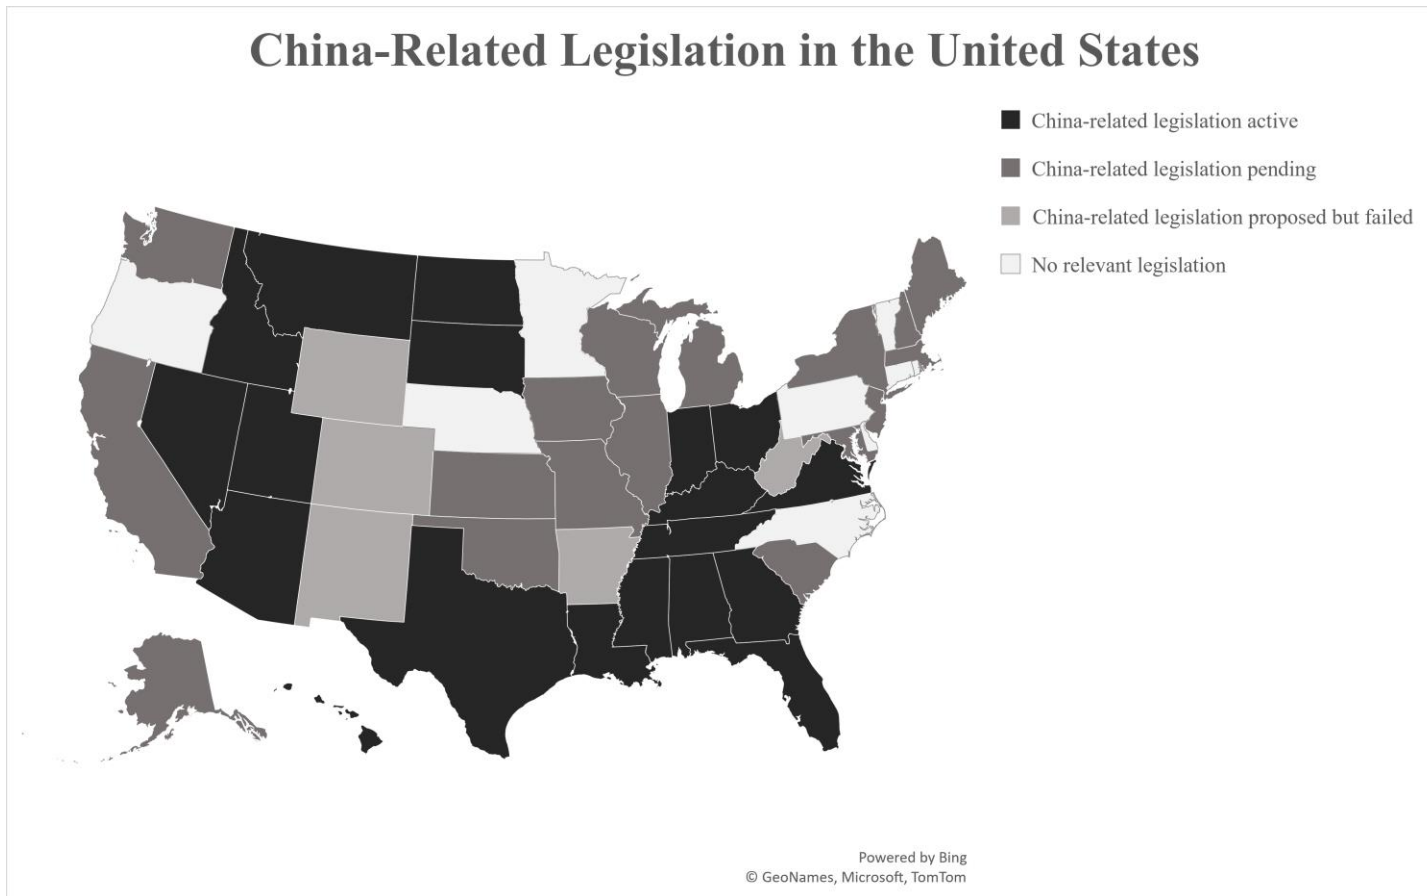 China-Related Legislation in the United States
China-related legislation active
China-related legislation pending
China-related legislation proposed but failed
No relevant legislation
Powered by Bing
© GeoNames, Microsoft, TomTom